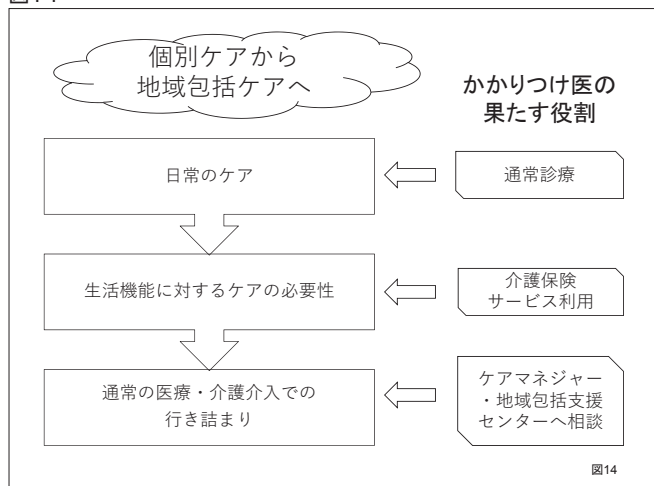 個別ケアから
地域包括ケアへ
かかりつけ医の
果たす役割
日常のケア
通常診療
生活機能に対するケアの必要性
介護保険
サービス利用
通常の医療・介護介入での
行き詰まり
ケアマネジャー
・地域包括支援
センターへ相談
図14